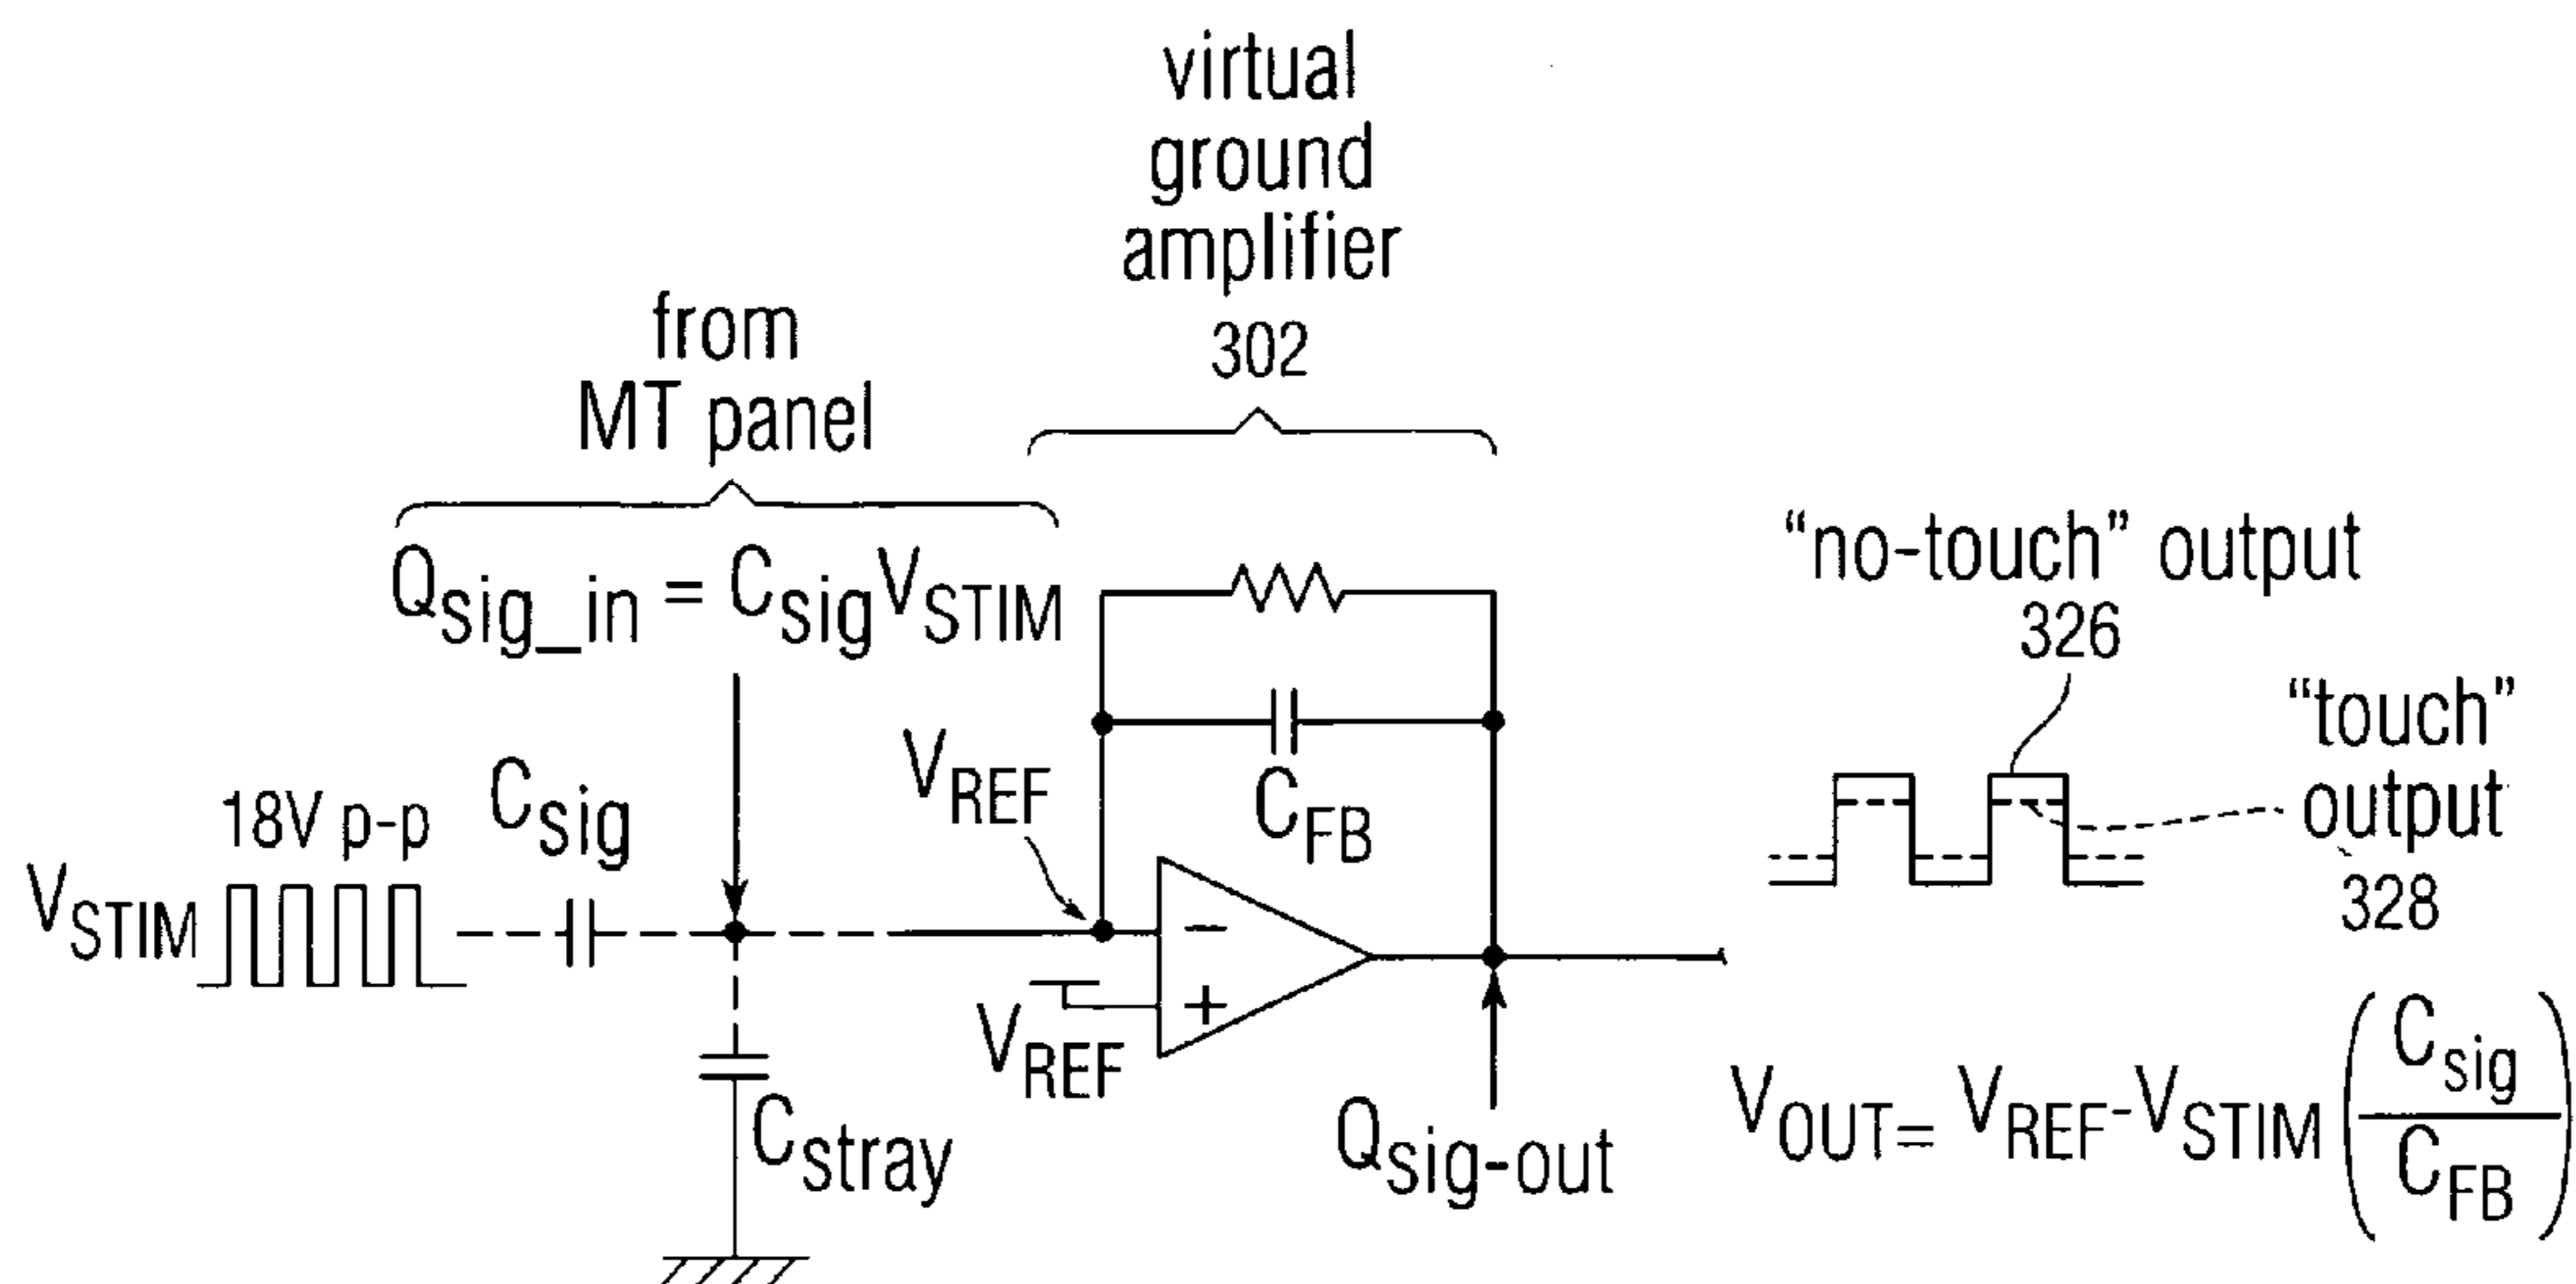 virtual
ground
amplifier
302
from
MT panel
Qsig_in = CsigVSTIM
"no-touch" output
326
"touch"
output
328
VREF
CFB
18V p-p
Csig
VSTIM
−
+
VREF
Cstray
Qsig-out
VOUT= VREF-VSTIM (Csig/CFB)